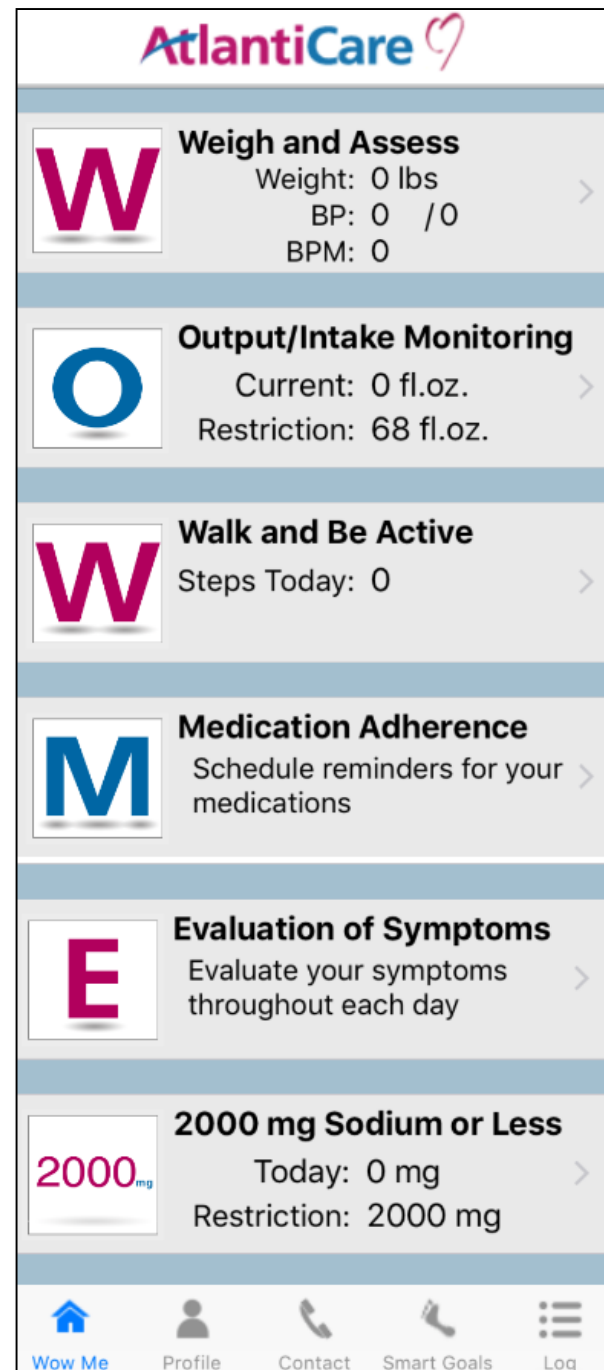 AtlantiCare
W
Weigh and Assess
Weight: 0 lbs
BP: 0 / 0
BPM: 0
O
Output/Intake Monitoring
Current: 0 fl.oz.
Restriction: 68 fl.oz.
W
Walk and Be Active
Steps Today: 0
M
Medication Adherence
Schedule reminders for your
medications
E
Evaluation of Symptoms
Evaluate your symptoms
throughout each day
2000mg
2000 mg Sodium or Less
Today: 0 mg
Restriction: 2000 mg
Wow Me Profile Contact Smart Goals Log